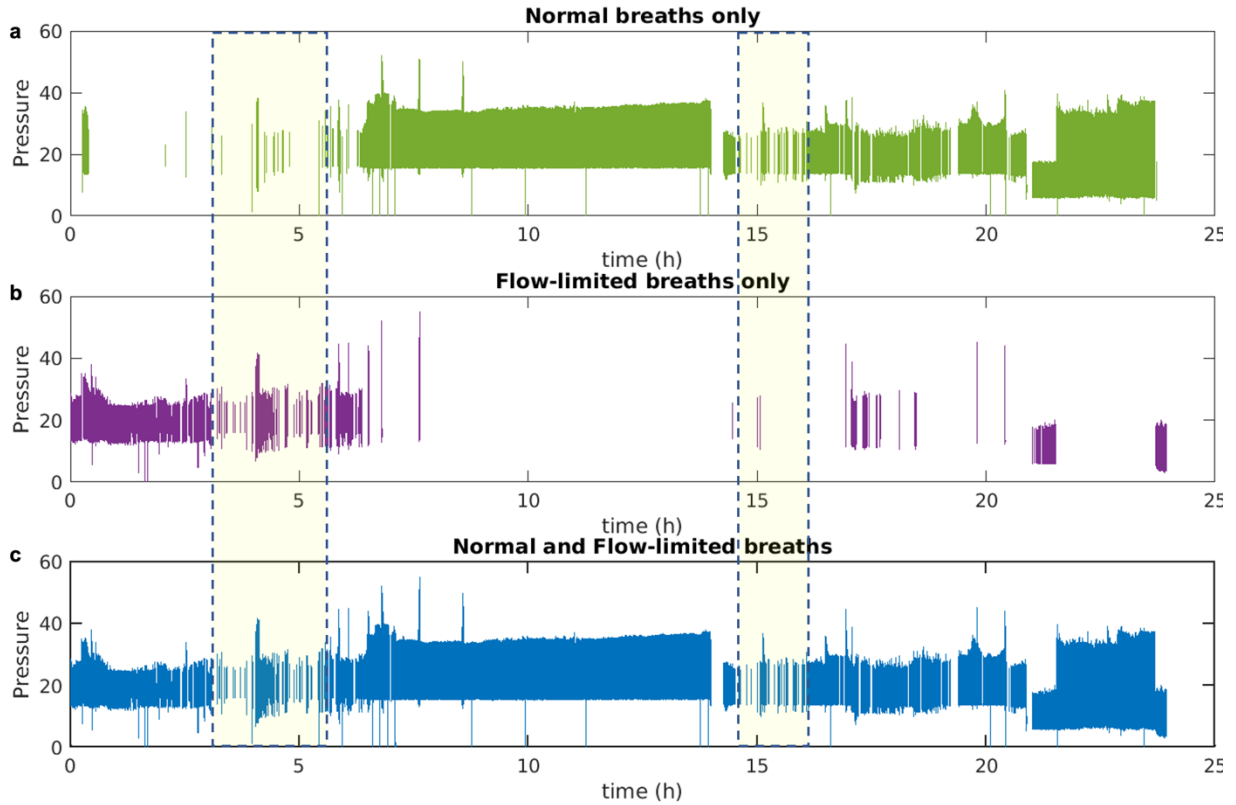 Normal breaths only
a
60
40
20
0
Pressure
0 5 10 15 20 25
time (h)
Flow-limited breaths only
b
60
40
20
0
Pressure
0 5 10 15 20 25
time (h)
Normal and Flow-limited breaths
c
60
40
20
0
Pressure
0 5 10 15 20 25
time (h)